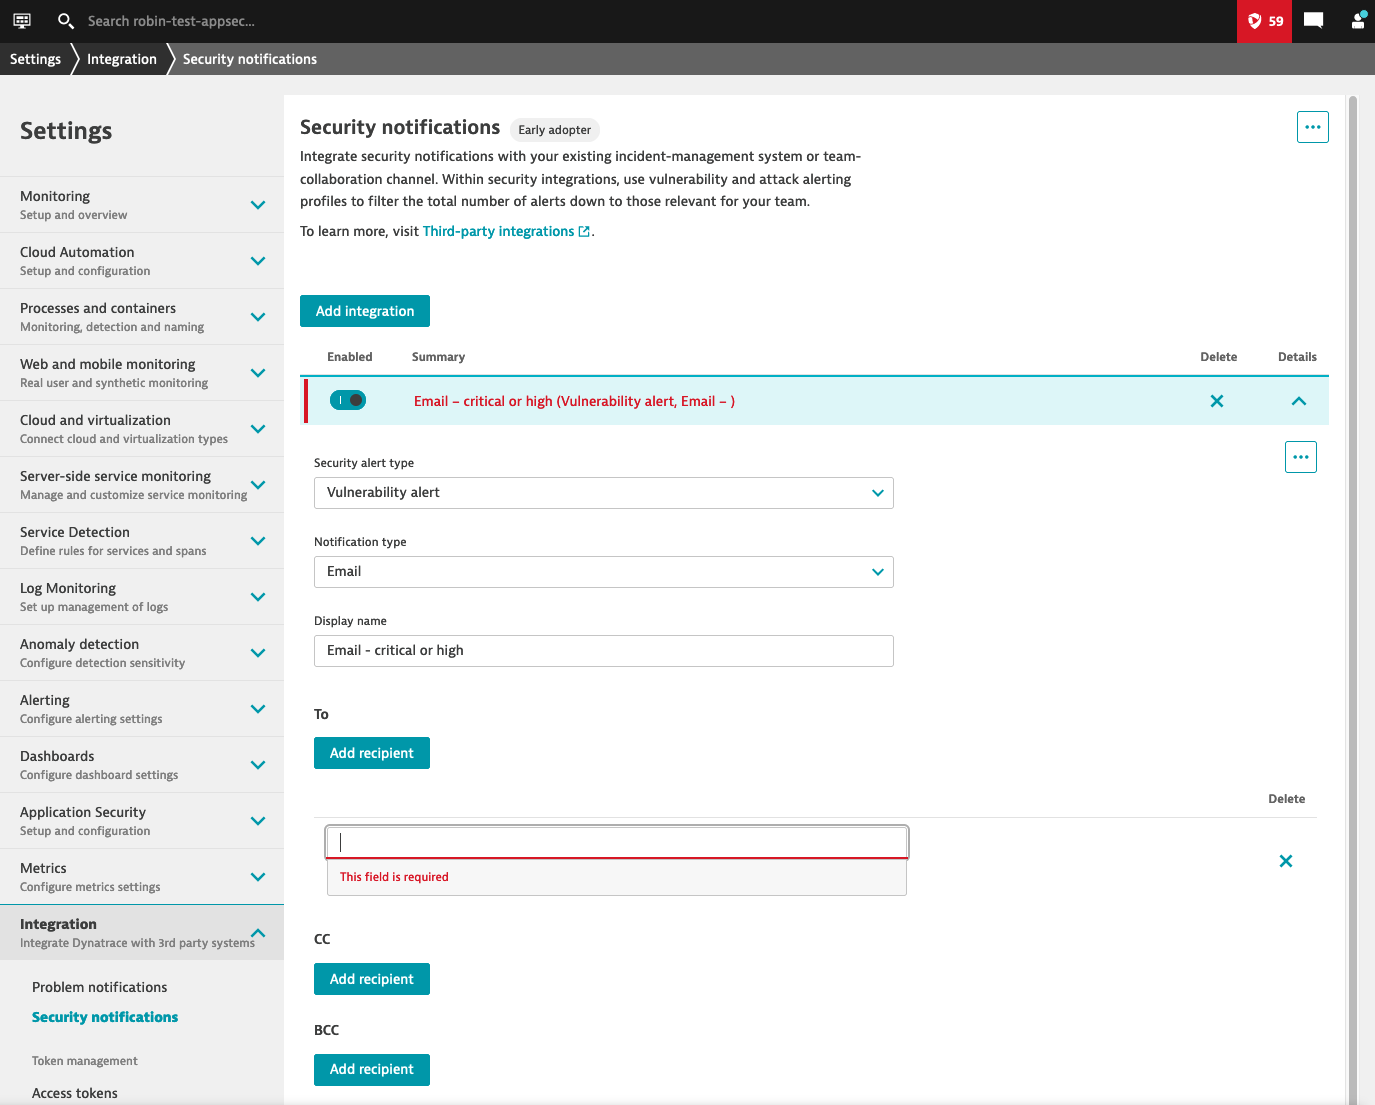 Search robin-test-appsec...
59
Settings
Integration
Security notifications
Settings
Monitoring
Setup and overview
Cloud Automation
Setup and configuration
Processes and containers
Monitoring, detection and naming
Web and mobile monitoring
Real user and synthetic monitoring
Cloud and virtualization
Connect cloud and virtualization types
Server-side service monitoring
Manage and customize service monitoring
Service Detection
Define rules for services and spans
Log Monitoring
Set up management of logs
Anomaly detection
Configure detection sensitivity
Alerting
Configure alerting settings
Dashboards
Configure dashboard settings
Application Security
Setup and configuration
Metrics
Configure metrics settings
Integration
Integrate Dynatrace with 3rd party systems
Problem notifications
Security notifications
Token management
Access tokens
Security notifications
Early adopter
Integrate security notifications with your existing incident-management system or team-
collaboration channel. Within security integrations, use vulnerability and attack alerting
profiles to filter the total number of alerts down to those relevant for your team.
To learn more, visit Third-party integrations.
Add integration
Enabled Summary Delete Details
Email – critical or high (Vulnerability alert, Email – )
Security alert type
Vulnerability alert
Notification type
Email
Display name
Email - critical or high
To
Add recipient
Delete
This field is required
CC
Add recipient
BCC
Add recipient